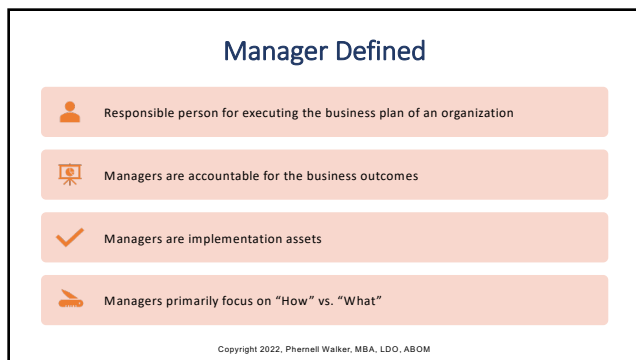 Manager Defined
Responsible person for executing the business plan of an organization
Managers are accountable for the business outcomes
Managers are implementation assets
Managers primarily focus on “How” vs. “What”
Copyright 2022, Phernell Walker, MBA, LDO, ABOM